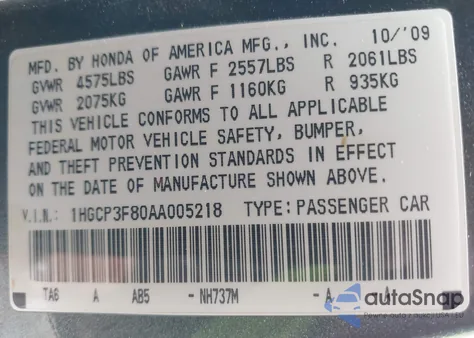 MFD. BY HONDA OF AMERICA MFG., INC. 10/'09
GVWR 4575LBS GAWR F 2557LBS R 2061LBS
GVWR 2075KG GAWR F 1160KG R 935KG
THIS VEHICLE CONFORMS TO ALL APPLICABLE
FEDERAL MOTOR VEHICLE SAFETY, BUMPER,
AND THEFT PREVENTION STANDARDS IN EFFECT
ON DATE OF MANUFACTURE SHOWN ABOVE.
V.I.N.: 1HGCP3F80AA005218 TYPE:PASSENGER CAR
TA6 A AB5 -NH737M -A -A
autoSnap
Pewne auto z